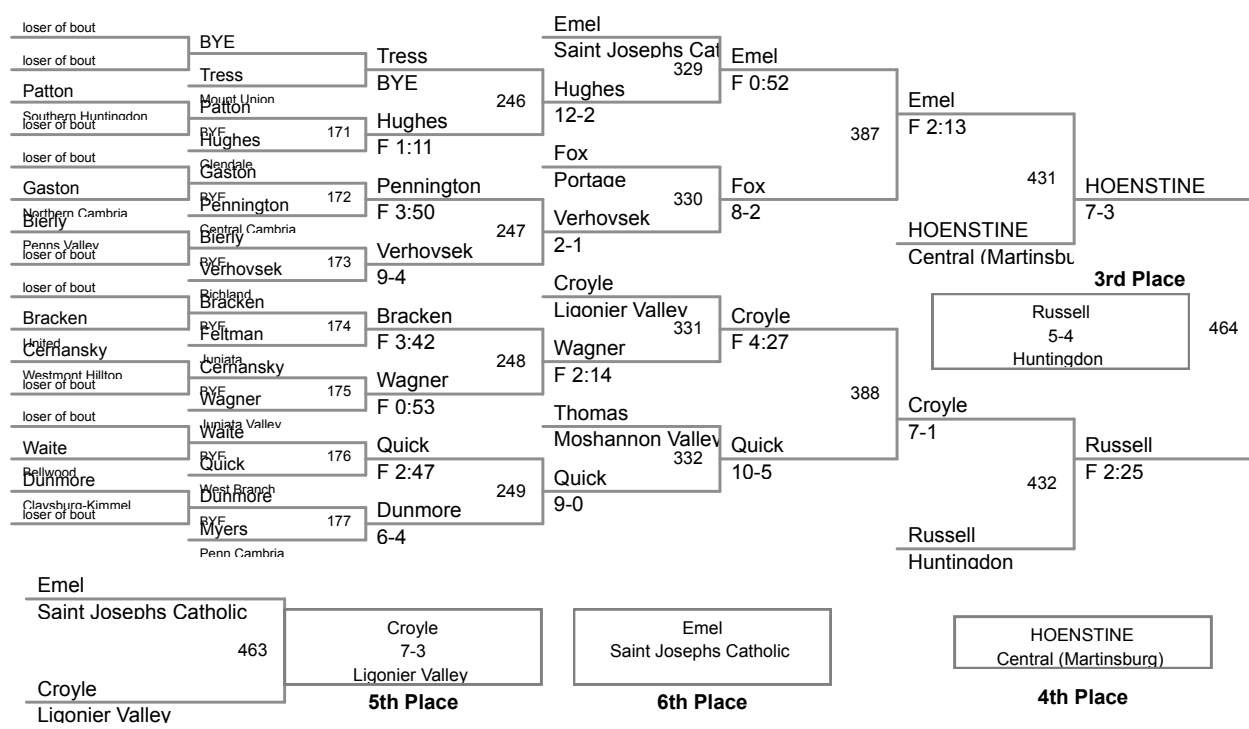 loser of bout
loser of bout
Patton
Southern Huntingdon
loser of bout
loser of bout
Gaston
Northern Cambria
Bierly
Penns Valley
loser of bout
loser of bout
Bracken
United
Cernansky
Westmont Hilltop
loser of bout
loser of bout
Waite
Bellwood
Dunmore
Claysburg-Kimmel
loser of bout
BYE
Tress
Mount Union
Patton
BYE
171
Hughes
Glendale
Gaston
BYE
172
Pennington
Central Cambria
Bierly
BYE
173
Verhovsek
Richland
Bracken
BYE
174
Feltman
Juniata
Cernansky
BYE
175
Wagner
Juniata Valley
Waite
BYE
176
Quick
West Branch
Dunmore
BYE
177
Myers
Penn Cambria
Tress
BYE
246
Hughes
F 1:11
Pennington
F 3:50
247
Verhovsek
9-4
Bracken
F 3:42
248
Wagner
F 0:53
Quick
F 2:47
249
Dunmore
6-4
Emel
Saint Josephs Cat
329
Hughes
12-2
Fox
Portage
330
Verhovsek
2-1
Croyle
Ligonier Valley
331
Wagner
F 2:14
Thomas
Moshannon Valley
332
Quick
9-0
Emel
F 0:52
387
Fox
8-2
Croyle
F 4:27
388
Quick
10-5
Emel
F 2:13
431
HOENSTINE
Central (Martinsbu
Croyle
7-1
432
Russell
Huntingdon
HOENSTINE
7-3
3rd Place
Russell
5-4
Huntingdon
464
Russell
F 2:25
Emel
Saint Josephs Catholic
463
Croyle
Ligonier Valley
Croyle
7-3
Ligonier Valley
5th Place
Emel
Saint Josephs Catholic
6th Place
HOENSTINE
Central (Martinsburg)
4th Place